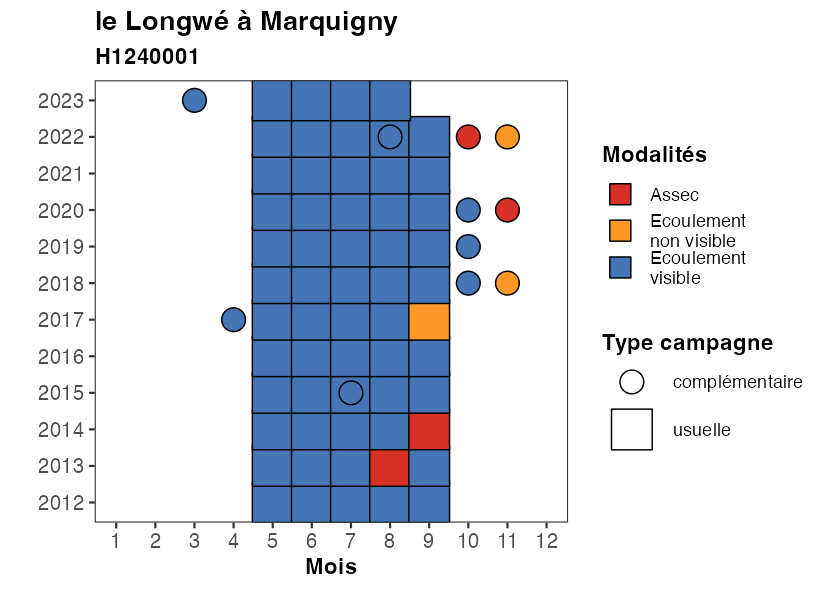 le Longwé à Marquigny
H1240001
2023
2022
2021
2020
2019
2018
2017
2016
2015
2014
2013
2012
1 2 3 4 5 6 7 8 9 10 11 12
Mois
Modalités
Assec
Ecoulement
non visible
Ecoulement
visible
Type campagne
complémentaire
usuelle